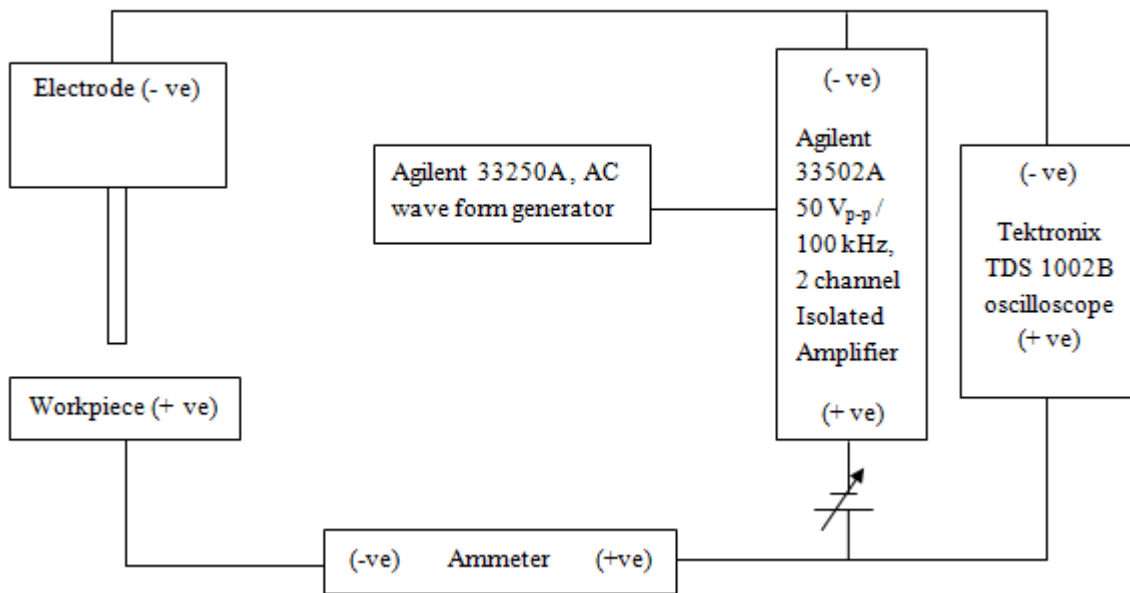 Electrode (- ve)
(- ve)
Agilent
33502A
50 Vp-p /
100 kHz,
2 channel
Isolated
Amplifier
(+ ve)
Agilent 33250A, AC
wave form generator
(- ve)
Tektronix
TDS 1002B
oscilloscope
(+ ve)
Workpiece (+ ve)
(-ve) Ammeter (+ve)